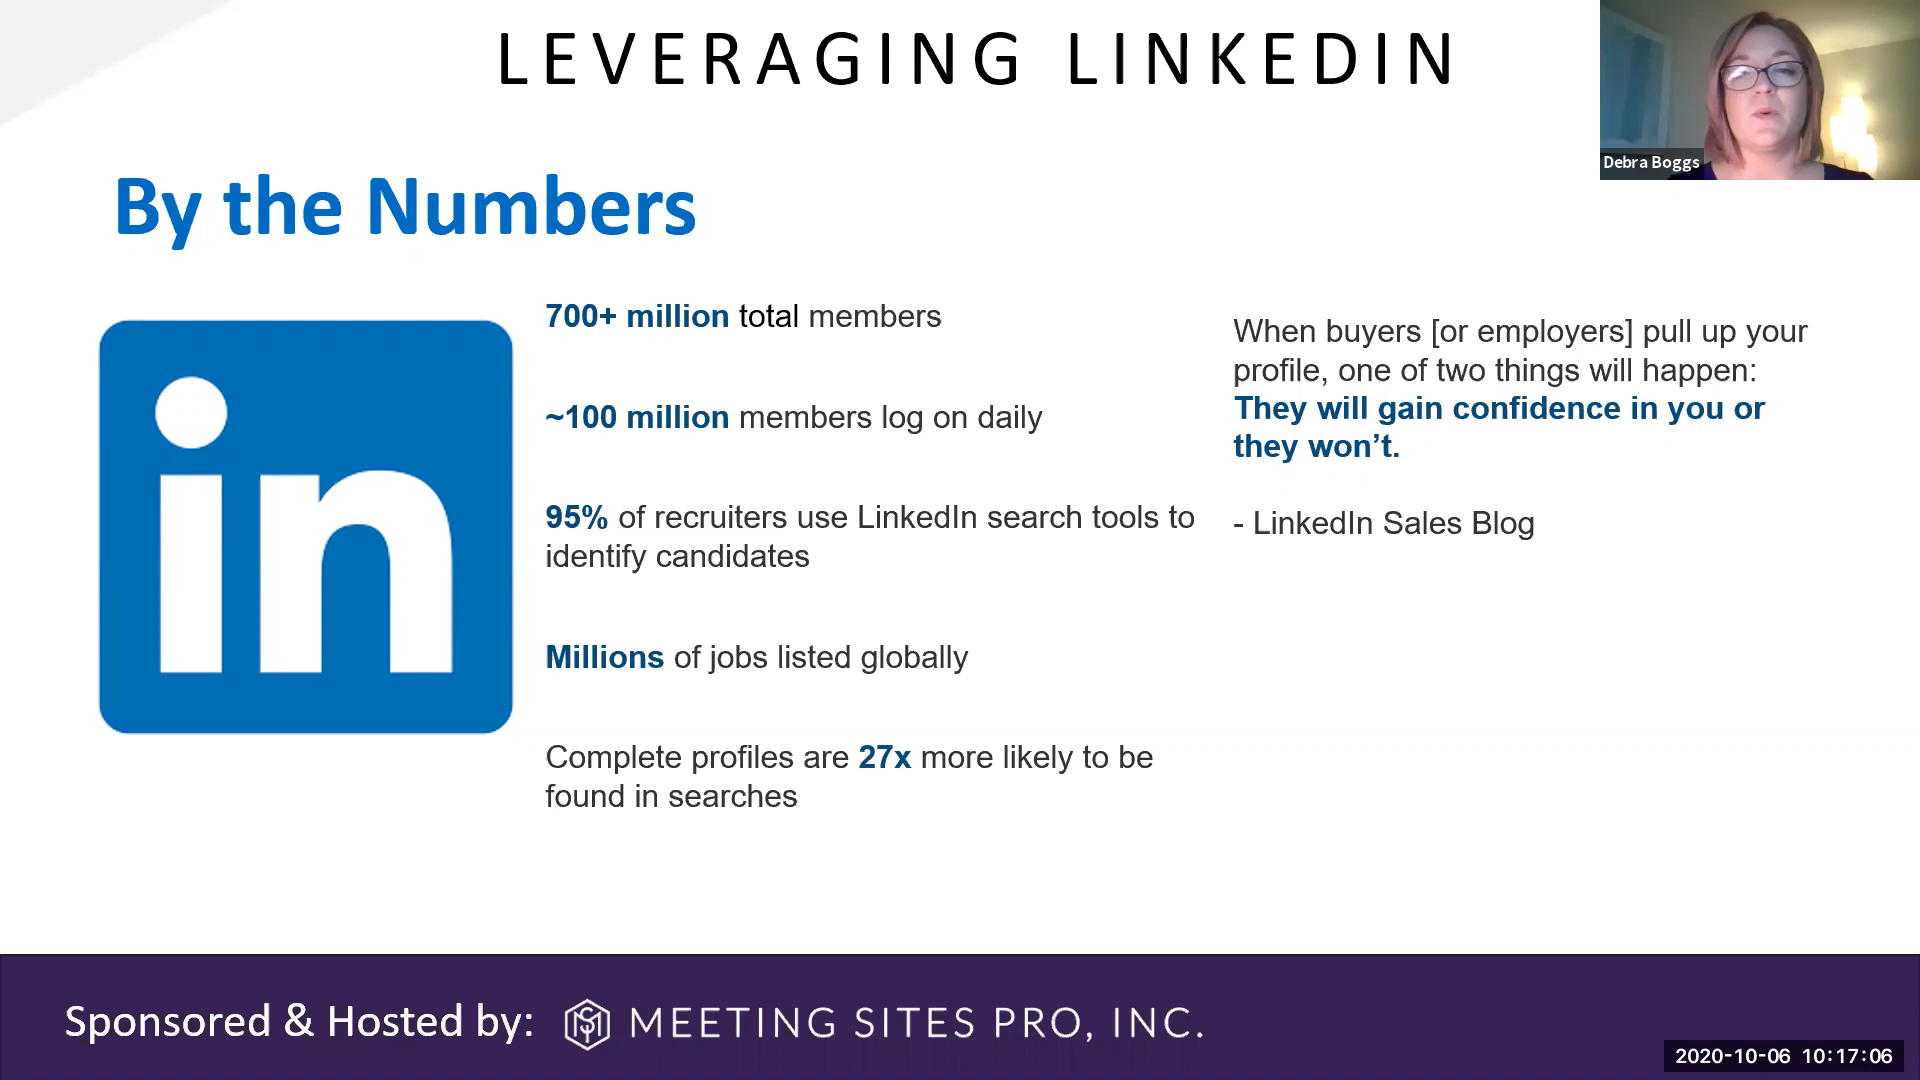 LEVERAGING LINKEDIN
Debra Boggs
By the Numbers
in
700+ million total members
~100 million members log on daily
95% of recruiters use LinkedIn search tools to
identify candidates
Millions of jobs listed globally
Complete profiles are 27x more likely to be
found in searches
When buyers [or employers] pull up your
profile, one of two things will happen:
They will gain confidence in you or
they won’t.
- LinkedIn Sales Blog
Sponsored & Hosted by: MEETING SITES PRO, INC.
2020-10-06 10:17:06